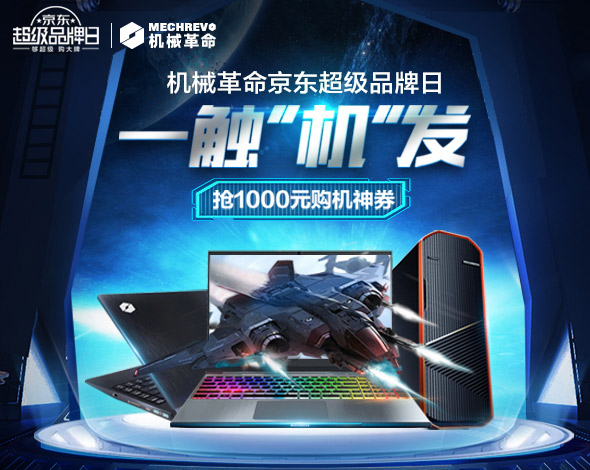 京东
超级品牌日
够超级 购大牌
MECHREVO
机械革命
机械革命京东超级品牌日
一触“机”发
抢1000元购机神券